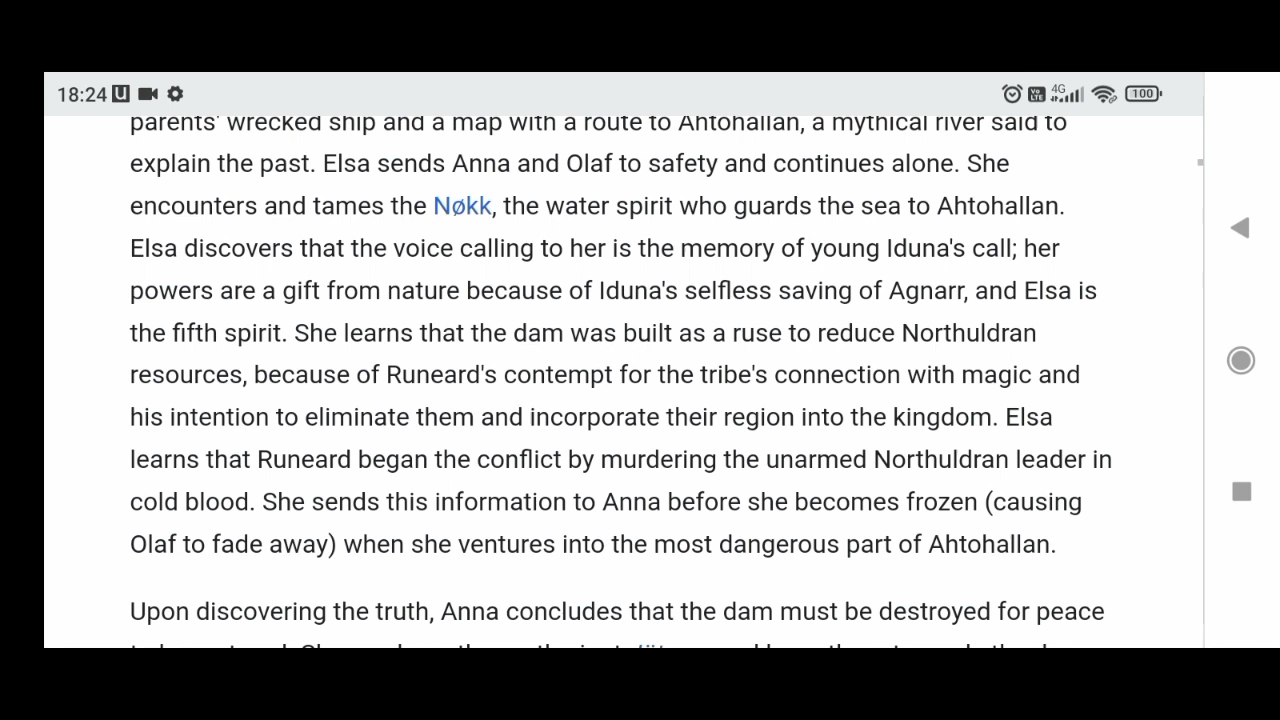 18:24 U 4G Vo LTE 100
parents' wrecked ship and a map with a route to Ahtohallan, a mythical river said to
explain the past. Elsa sends Anna and Olaf to safety and continues alone. She
encounters and tames the Nøkk, the water spirit who guards the sea to Ahtohallan.
Elsa discovers that the voice calling to her is the memory of young Iduna's call; her
powers are a gift from nature because of Iduna's selfless saving of Agnarr, and Elsa is
the fifth spirit. She learns that the dam was built as a ruse to reduce Northuldran
resources, because of Runeard's contempt for the tribe's connection with magic and
his intention to eliminate them and incorporate their region into the kingdom. Elsa
learns that Runeard began the conflict by murdering the unarmed Northuldran leader in
cold blood. She sends this information to Anna before she becomes frozen (causing
Olaf to fade away) when she ventures into the most dangerous part of Ahtohallan.
Upon discovering the truth, Anna concludes that the dam must be destroyed for peace